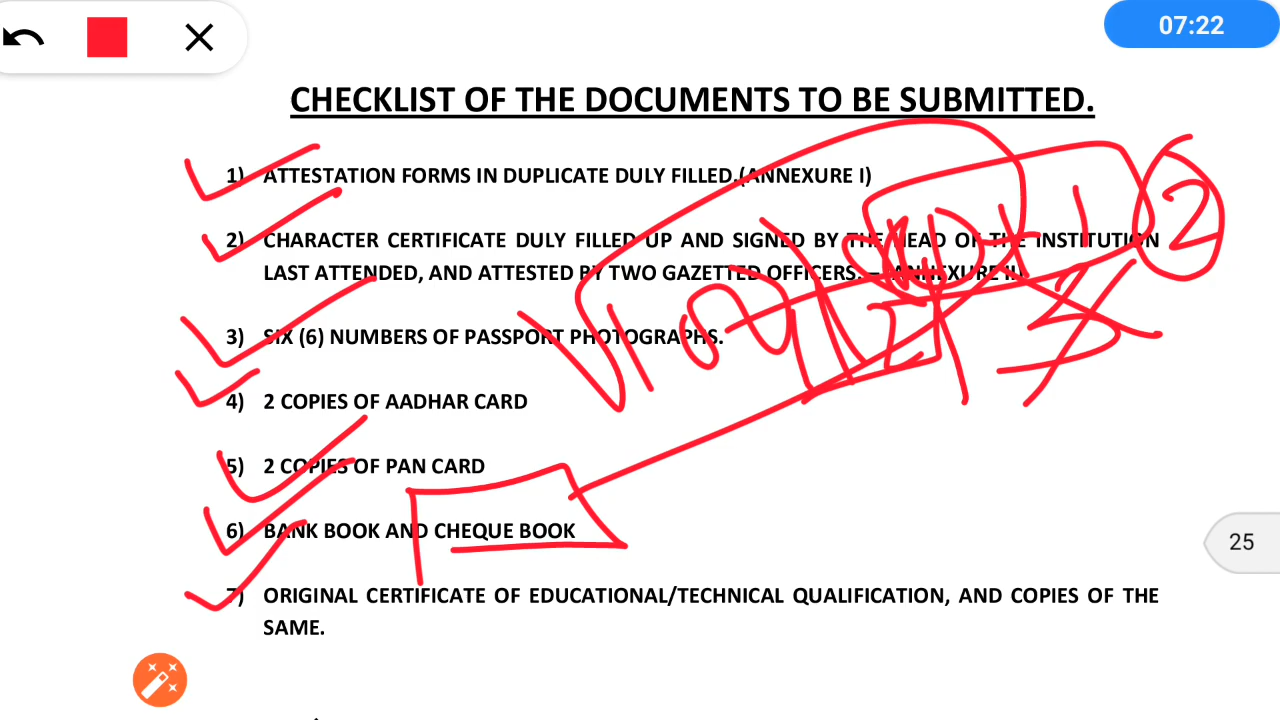 07:22
CHECKLIST OF THE DOCUMENTS TO BE SUBMITTED.
1) ATTESTATION FORMS IN DUPLICATE DULY FILLED.(ANNEXURE I)
2) CHARACTER CERTIFICATE DULY FILLED UP AND SIGNED BY THE HEAD OF THE INSTITUTION
LAST ATTENDED, AND ATTESTED BY TWO GAZETTED OFFICERS. – (ANNEXURE II)
3) SIX (6) NUMBERS OF PASSPORT PHOTOGRAPHS.
4) 2 COPIES OF AADHAR CARD
5) 2 COPIES OF PAN CARD
25
6) BANK BOOK AND CHEQUE BOOK
7) ORIGINAL CERTIFICATE OF EDUCATIONAL/TECHNICAL QUALIFICATION, AND COPIES OF THE
SAME.
2